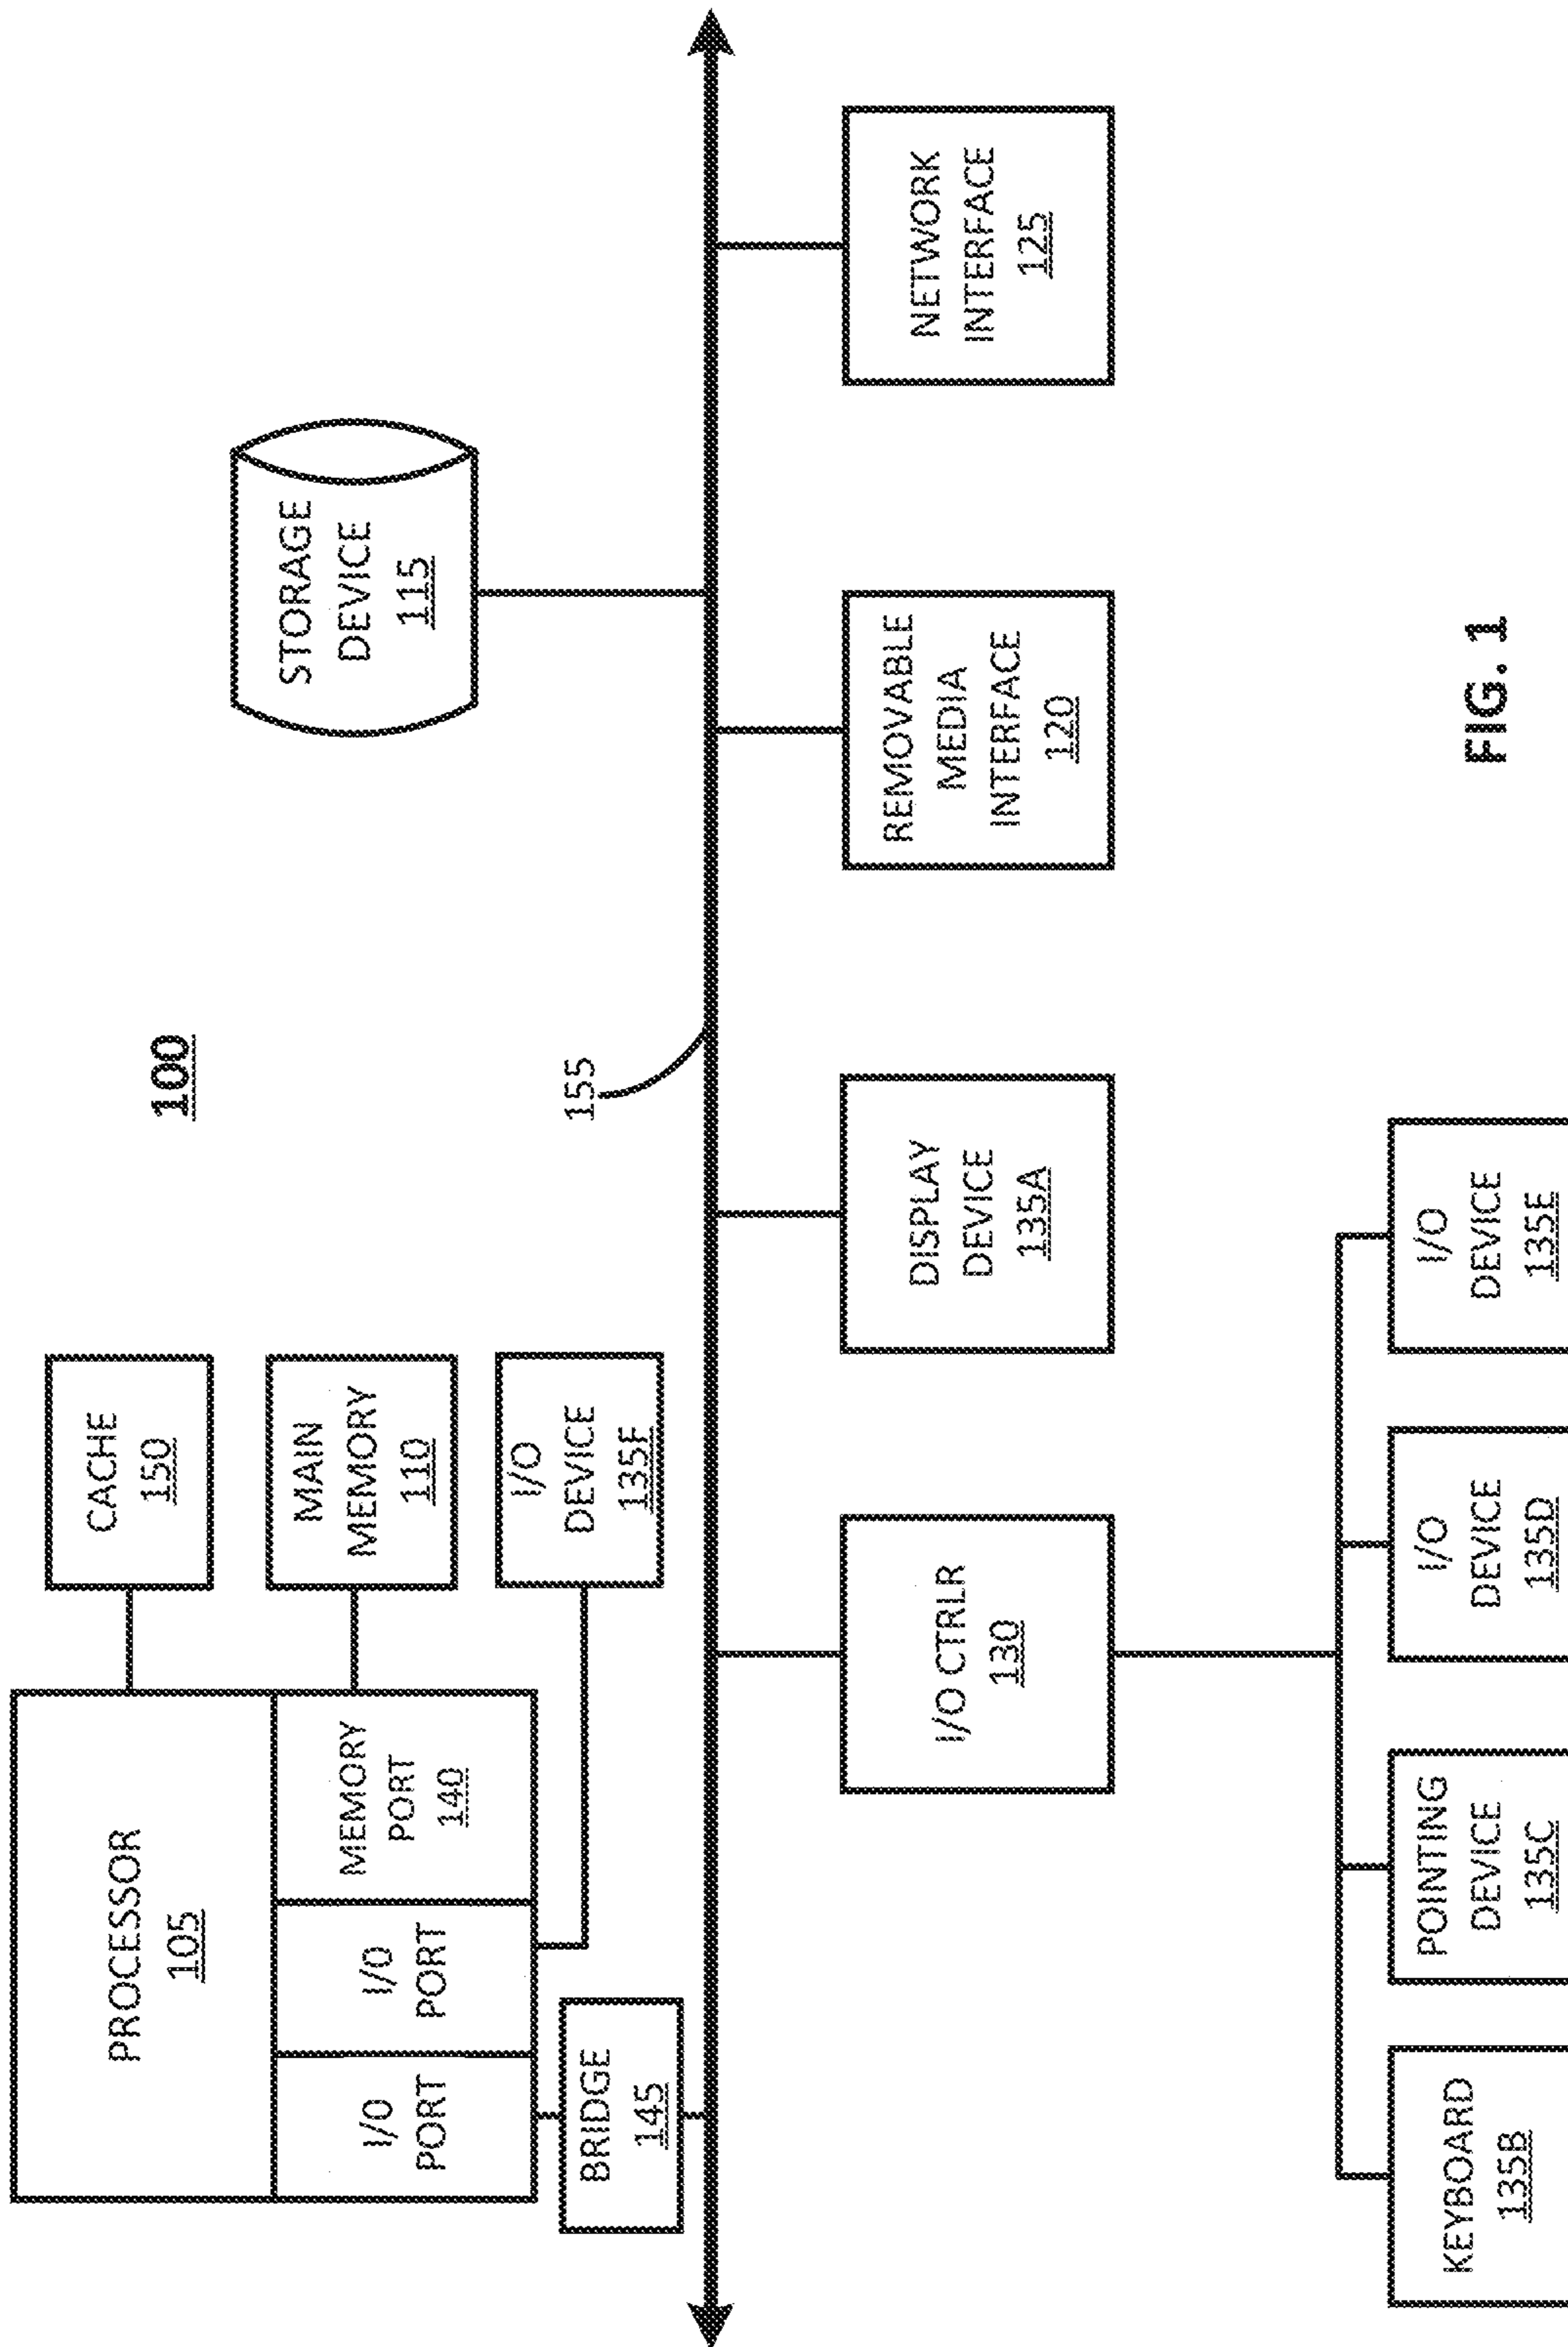 100
PROCESSOR
105
CACHE
150
I/O
PORT
I/O
PORT
MEMORY
PORT
140
MAIN
MEMORY
110
I/O
DEVICE
135F
BRIDGE
145
STORAGE
DEVICE
115
155
I/O CTRLR
130
DISPLAY
DEVICE
135A
REMOVABLE
MEDIA
INTERFACE
120
NETWORK
INTERFACE
125
KEYBOARD
135B
POINTING
DEVICE
135C
I/O
DEVICE
135D
I/O
DEVICE
135E
FIG. 1